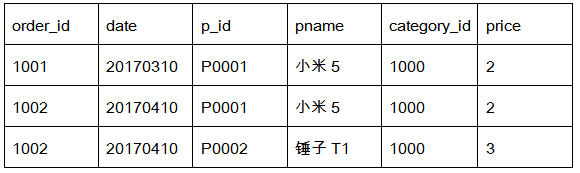 order_id date p_id pname category_id price
1001 20170310 P0001 小米 5 1000 2
1002 20170410 P0001 小米 5 1000 2
1002 20170410 P0002 锤子 T1 1000 3